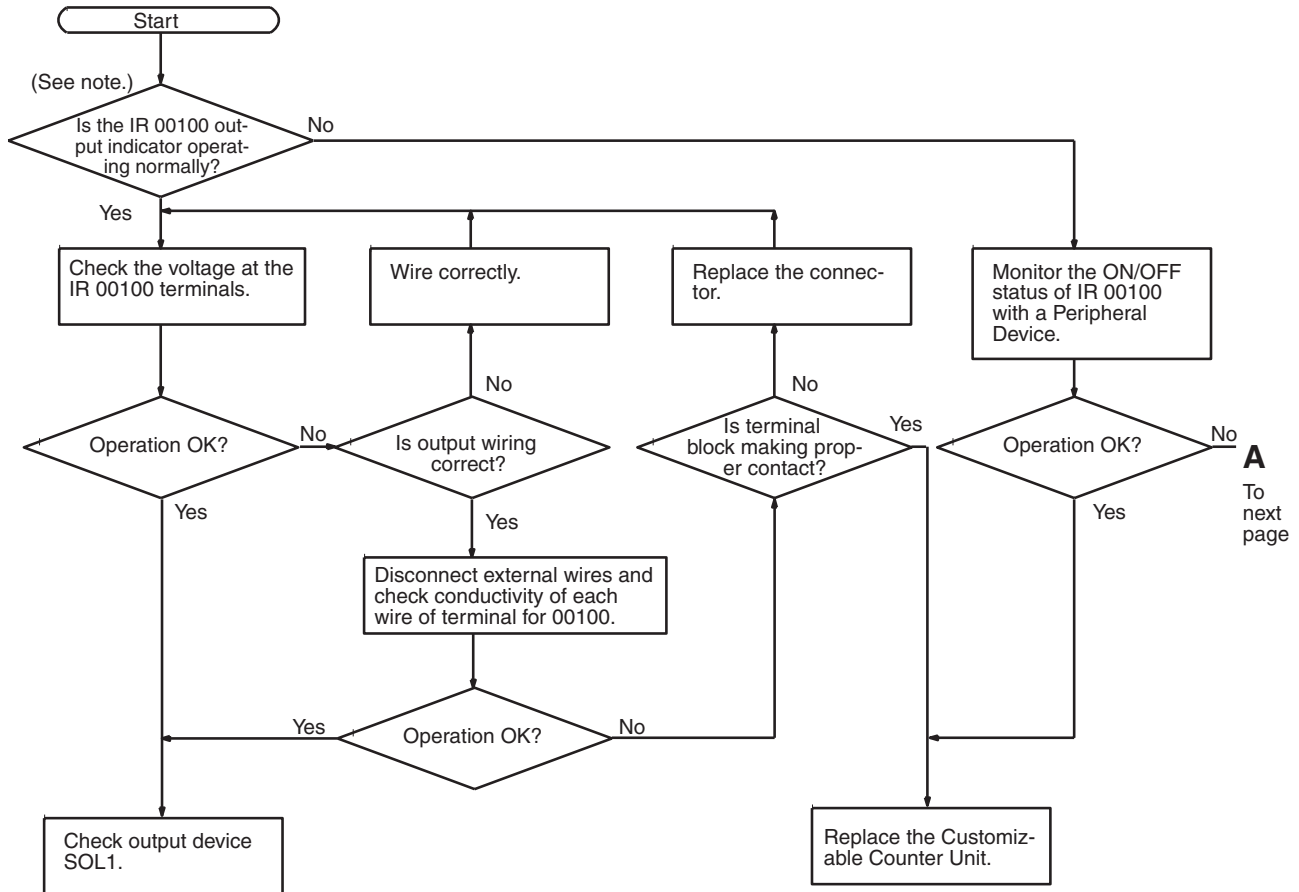 Start
(See note.)
Is the IR 00100 out-
put indicator operat-
ing normally?
No
Yes
Check the voltage at the
IR 00100 terminals.
Wire correctly.
Replace the connec-
tor.
Monitor the ON/OFF
status of IR 00100
with a Peripheral
Device.
No
No
Operation OK?
No
Is output wiring
correct?
Is terminal
block making prop-
er contact?
Yes
Operation OK?
No
A
To
next
page
Yes
Yes
Yes
Disconnect external wires and
check conductivity of each
wire of terminal for 00100.
Yes
Operation OK?
No
Check output device
SOL1.
Replace the Customiz-
able Counter Unit.